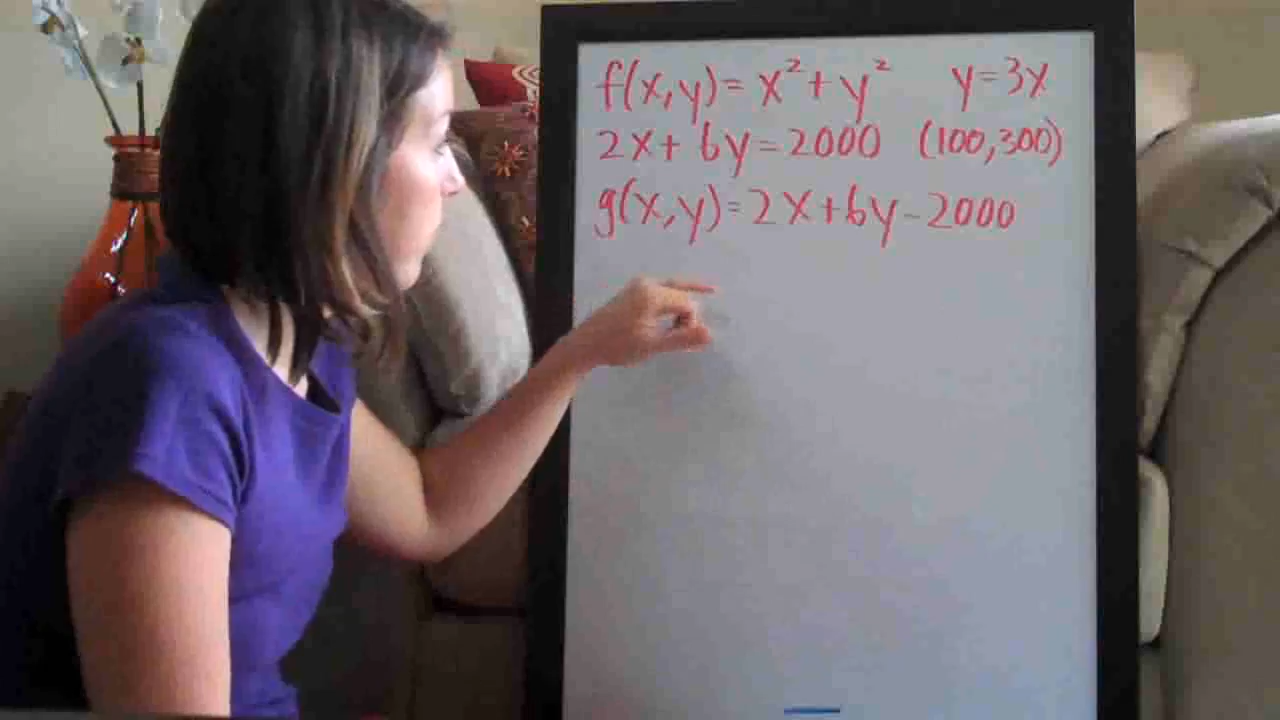 f(x,y)=x²+y² y=3x
2x+6y=2000 (100,300)
g(x,y)=2x+6y-2000